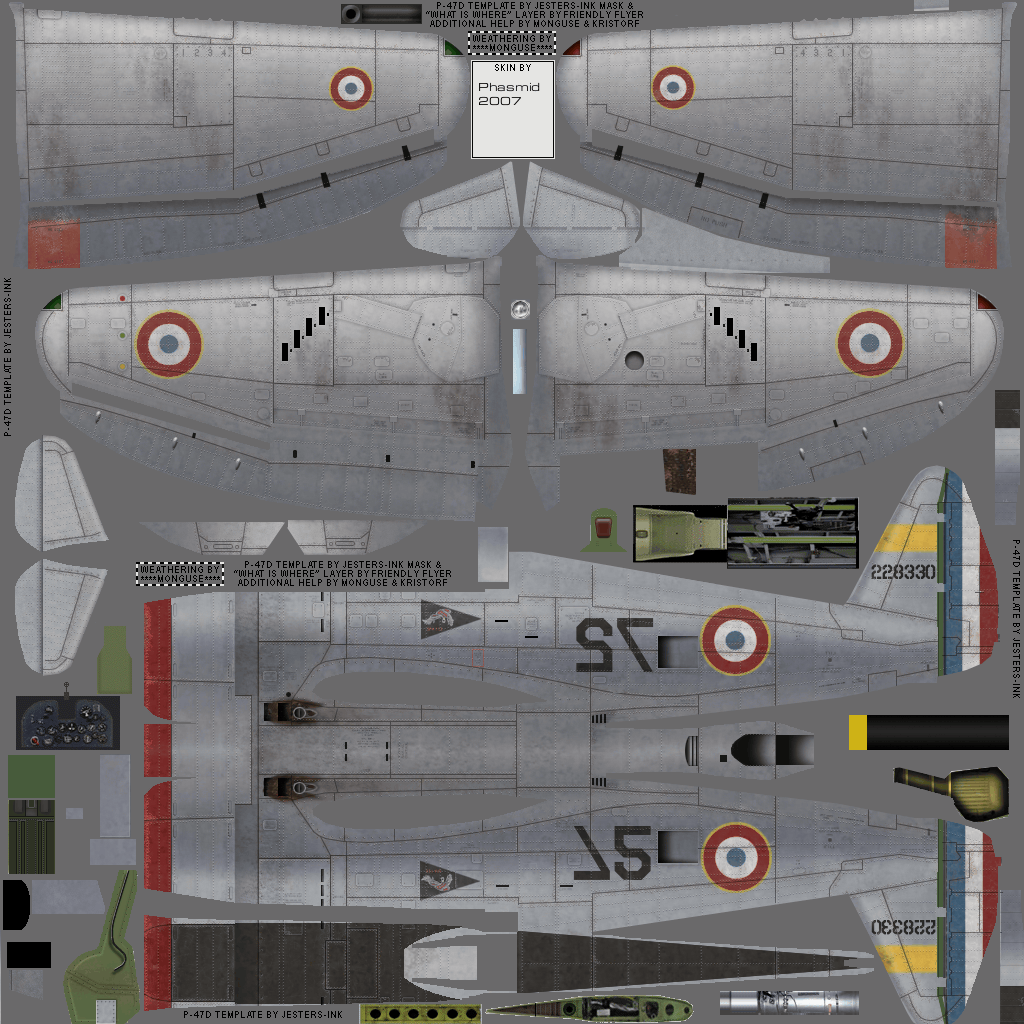 P-47D TEMPLATE BY JESTERS-INK MASK &
"WHAT IS WHERE" LAYER BY FRIENDLY FLYER
ADDITIONAL HELP BY MONGUSE & KRISTORF
WEATHERING BY
****MONGUSE****
SKIN BY
Phasmid
2007
1 2 3 4
4 3 2 1
P-47D TEMPLATE BY JESTERS-INK
WEATHERING BY
****MONGUSE****
P-47D TEMPLATE BY JESTERS-INK MASK &
"WHAT IS WHERE" LAYER BY FRIENDLY FLYER
ADDITIONAL HELP BY MONGUSE & KRISTORF
228330
P-47D TEMPLATE BY JESTERS-INK
72
72
228330
P-47D TEMPLATE BY JESTERS-INK